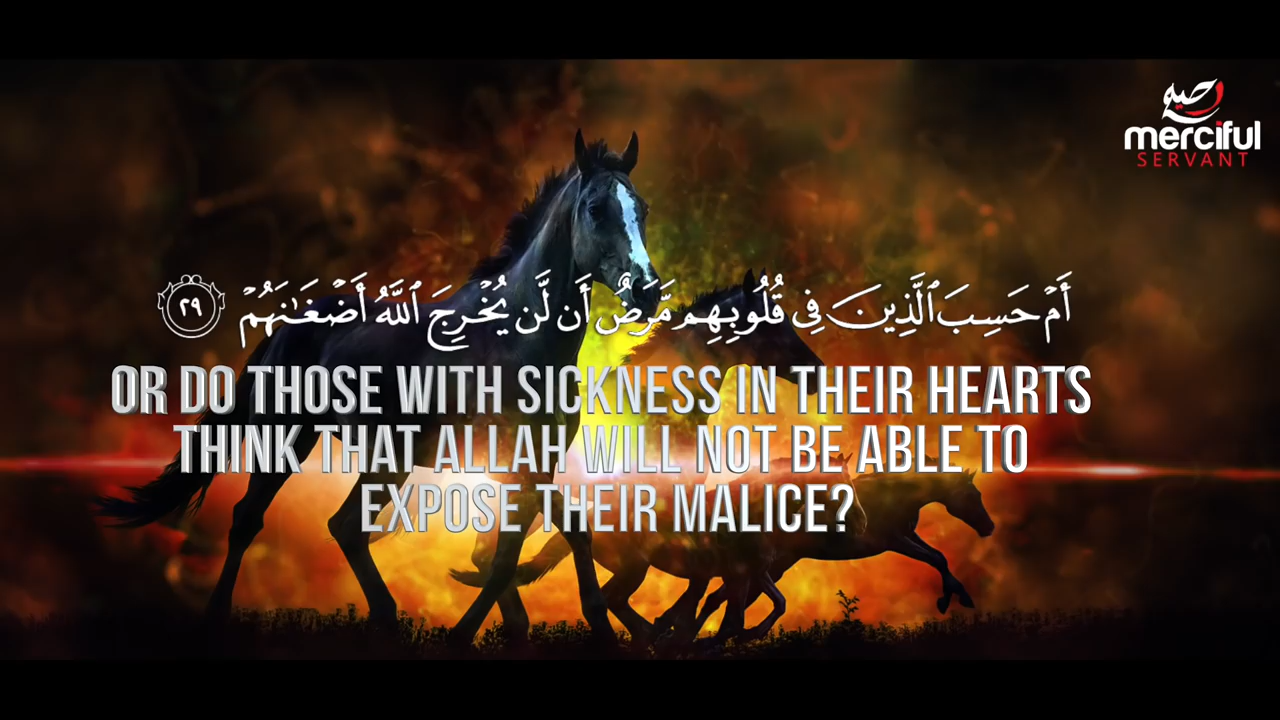 رحيم
merciful
SERVANT
أَمْ حَسِبَ ٱلَّذِينَ فِى قُلُوبِهِم مَّرَضٌ أَن لَّن يُخْرِجَ ٱللَّهُ أَضْغَـٰنَهُمْ ٢٩
OR DO THOSE WITH SICKNESS IN THEIR HEARTS
THINK THAT ALLAH WILL NOT BE ABLE TO
EXPOSE THEIR MALICE?